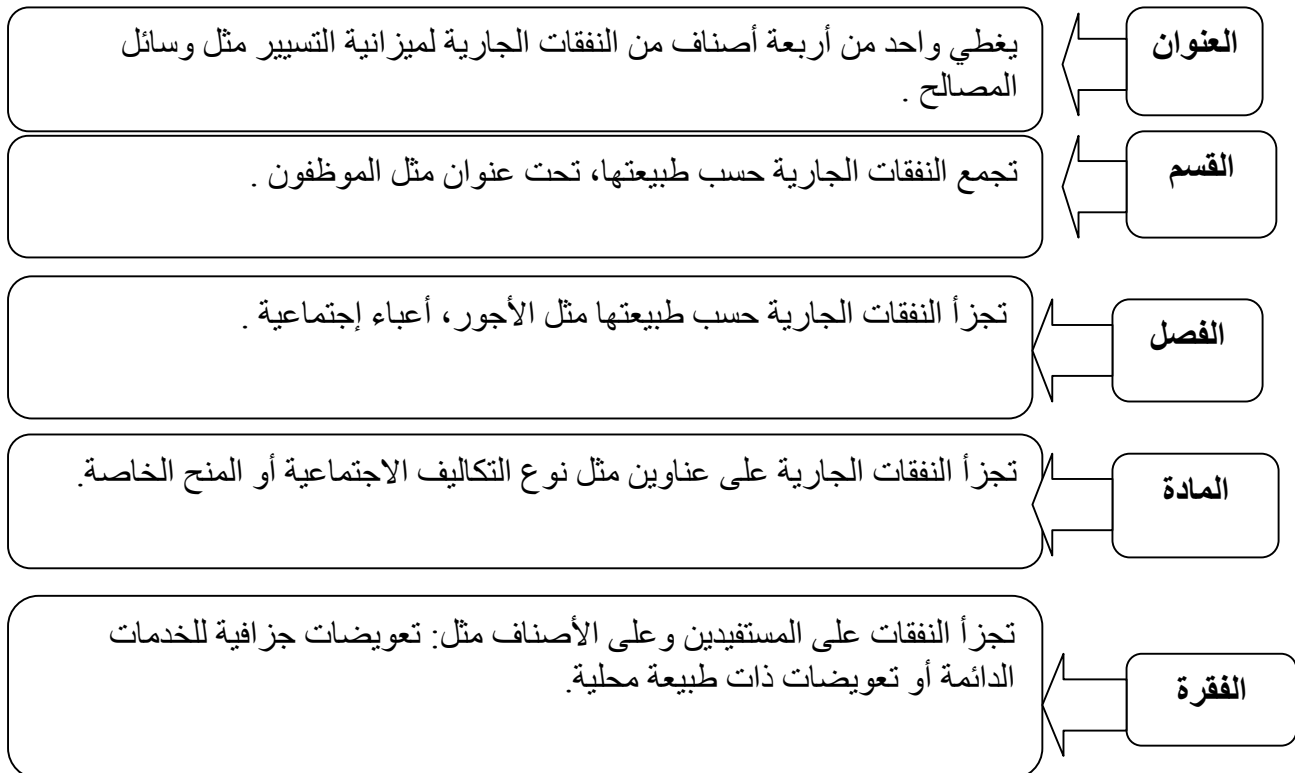 العنوان
يغطي واحد من أربعة أصناف من النفقات الجارية لميزانية التسيير مثل وسائل
المصالح .
القسم
تجمع النفقات الجارية حسب طبيعتها، تحت عنوان مثل الموظفون .
الفصل
تجزأ النفقات الجارية حسب طبيعتها مثل الأجور، أعباء إجتماعية .
المادة
تجزأ النفقات الجارية على عناوين مثل نوع التكاليف الاجتماعية أو المنح الخاصة.
الفقرة
تجزأ النفقات على المستفيدين وعلى الأصناف مثل: تعويضات جزافية للخدمات
الدائمة أو تعويضات ذات طبيعة محلية.